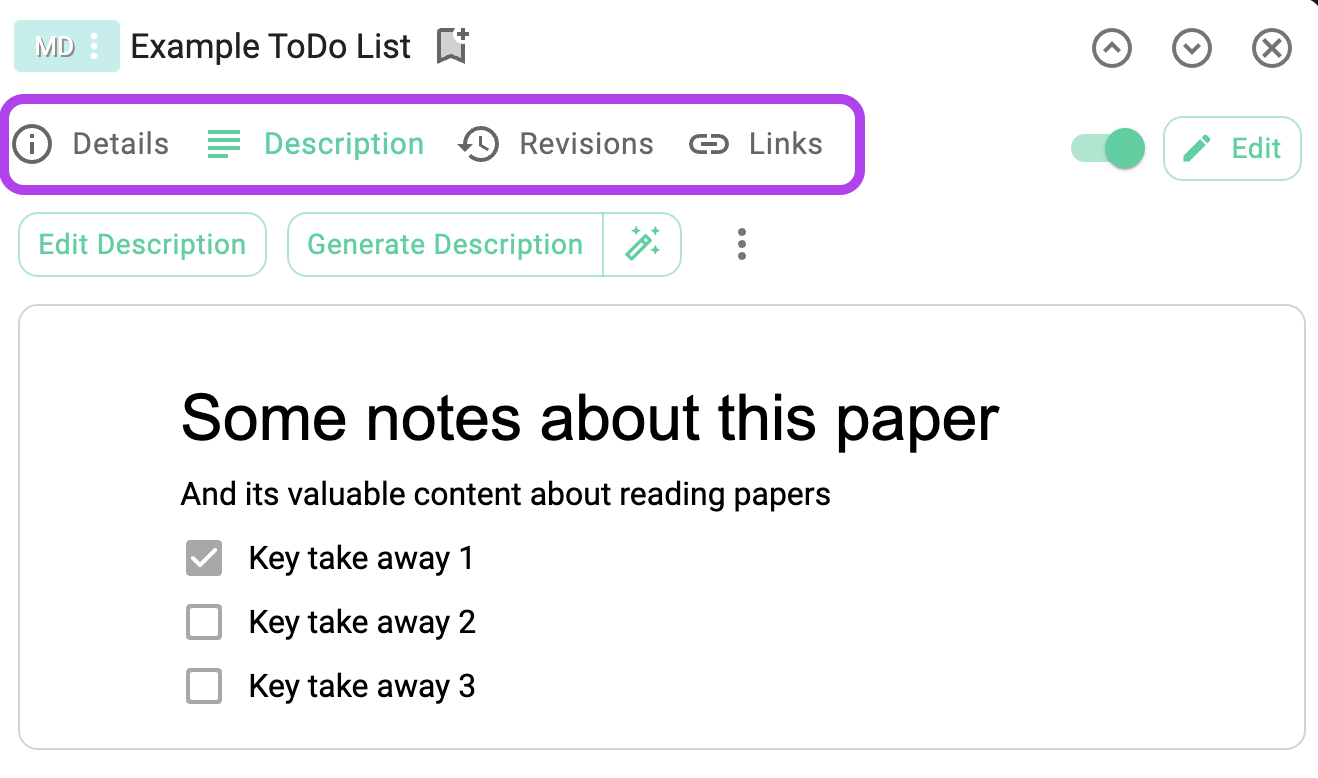 MD Example ToDo List
Details Description Revisions Links Edit
Edit Description Generate Description
Some notes about this paper
And its valuable content about reading papers
Key take away 1
Key take away 2
Key take away 3